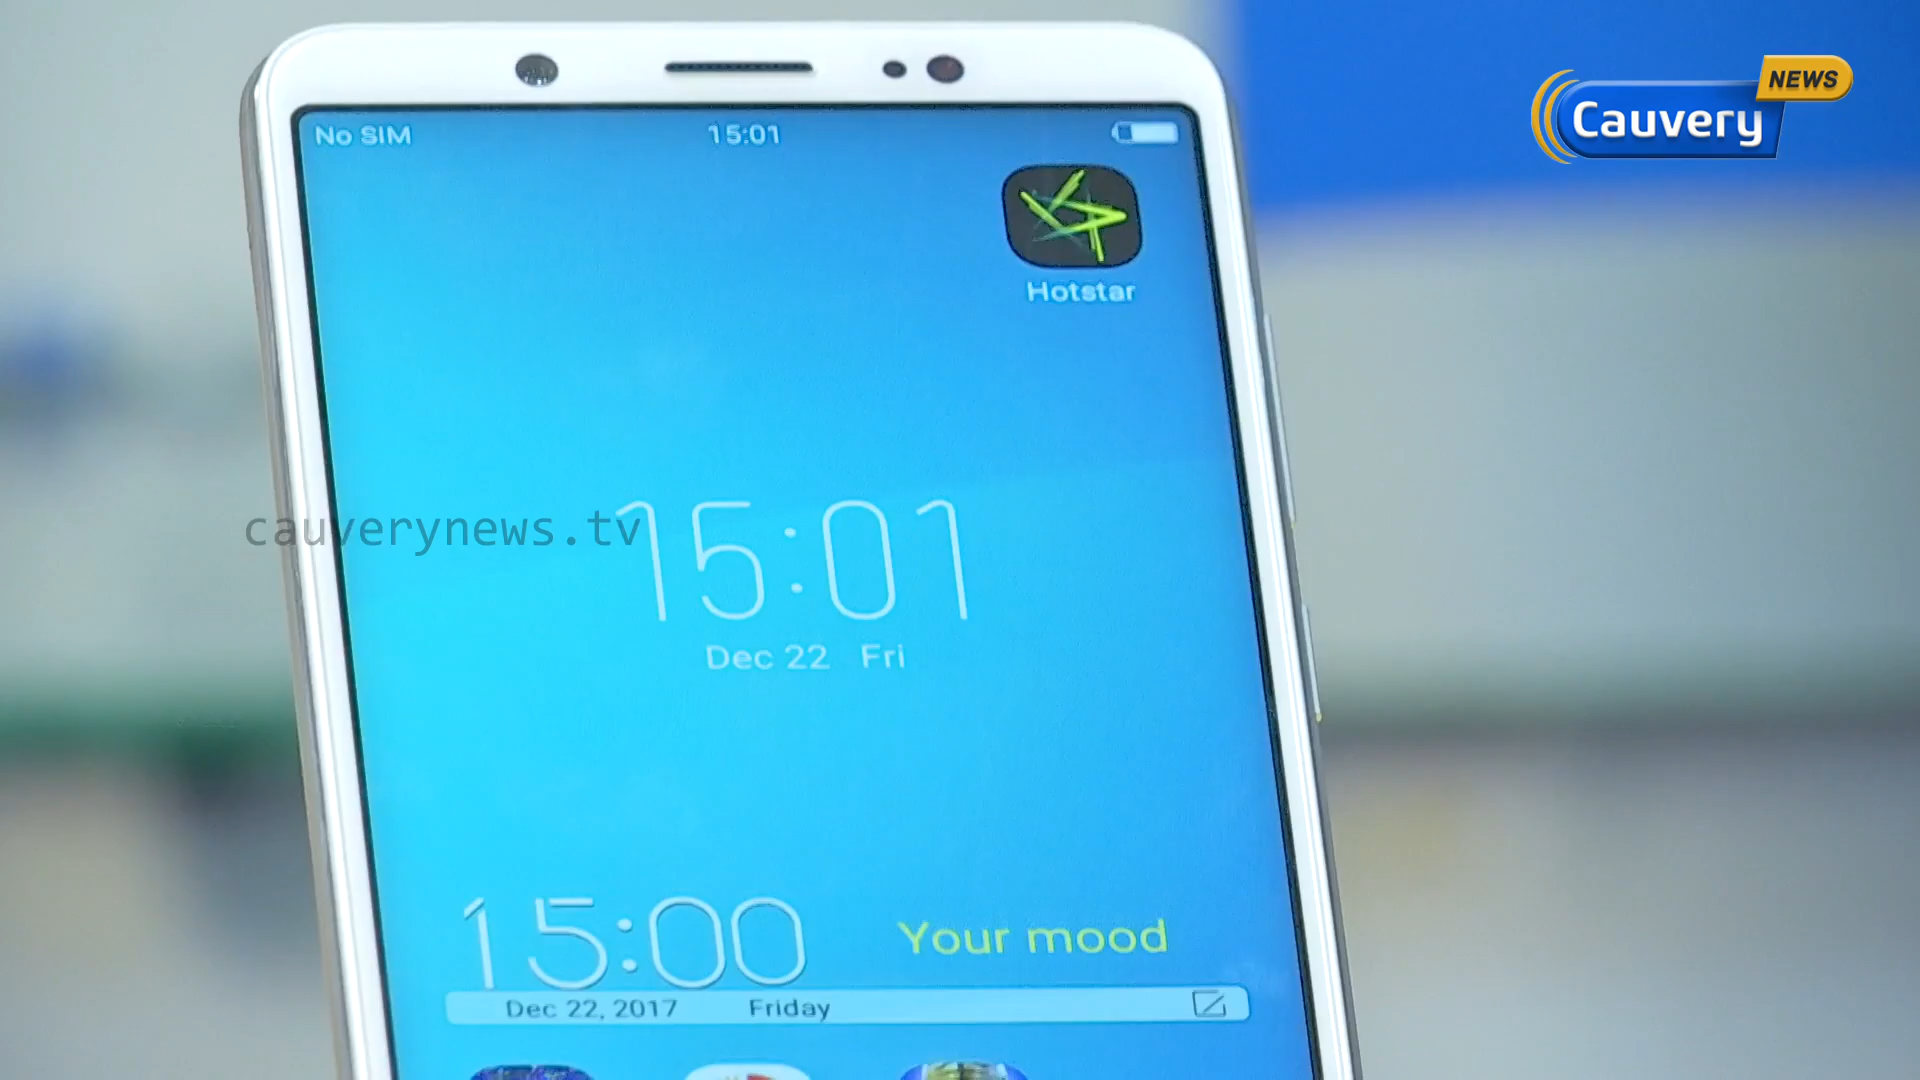 NEWS
Cauvery
No SIM 15:01
Hotstar
cauverynews.tv
15:01
Dec 22 Fri
15:00 Your mood
Dec 22, 2017 Friday